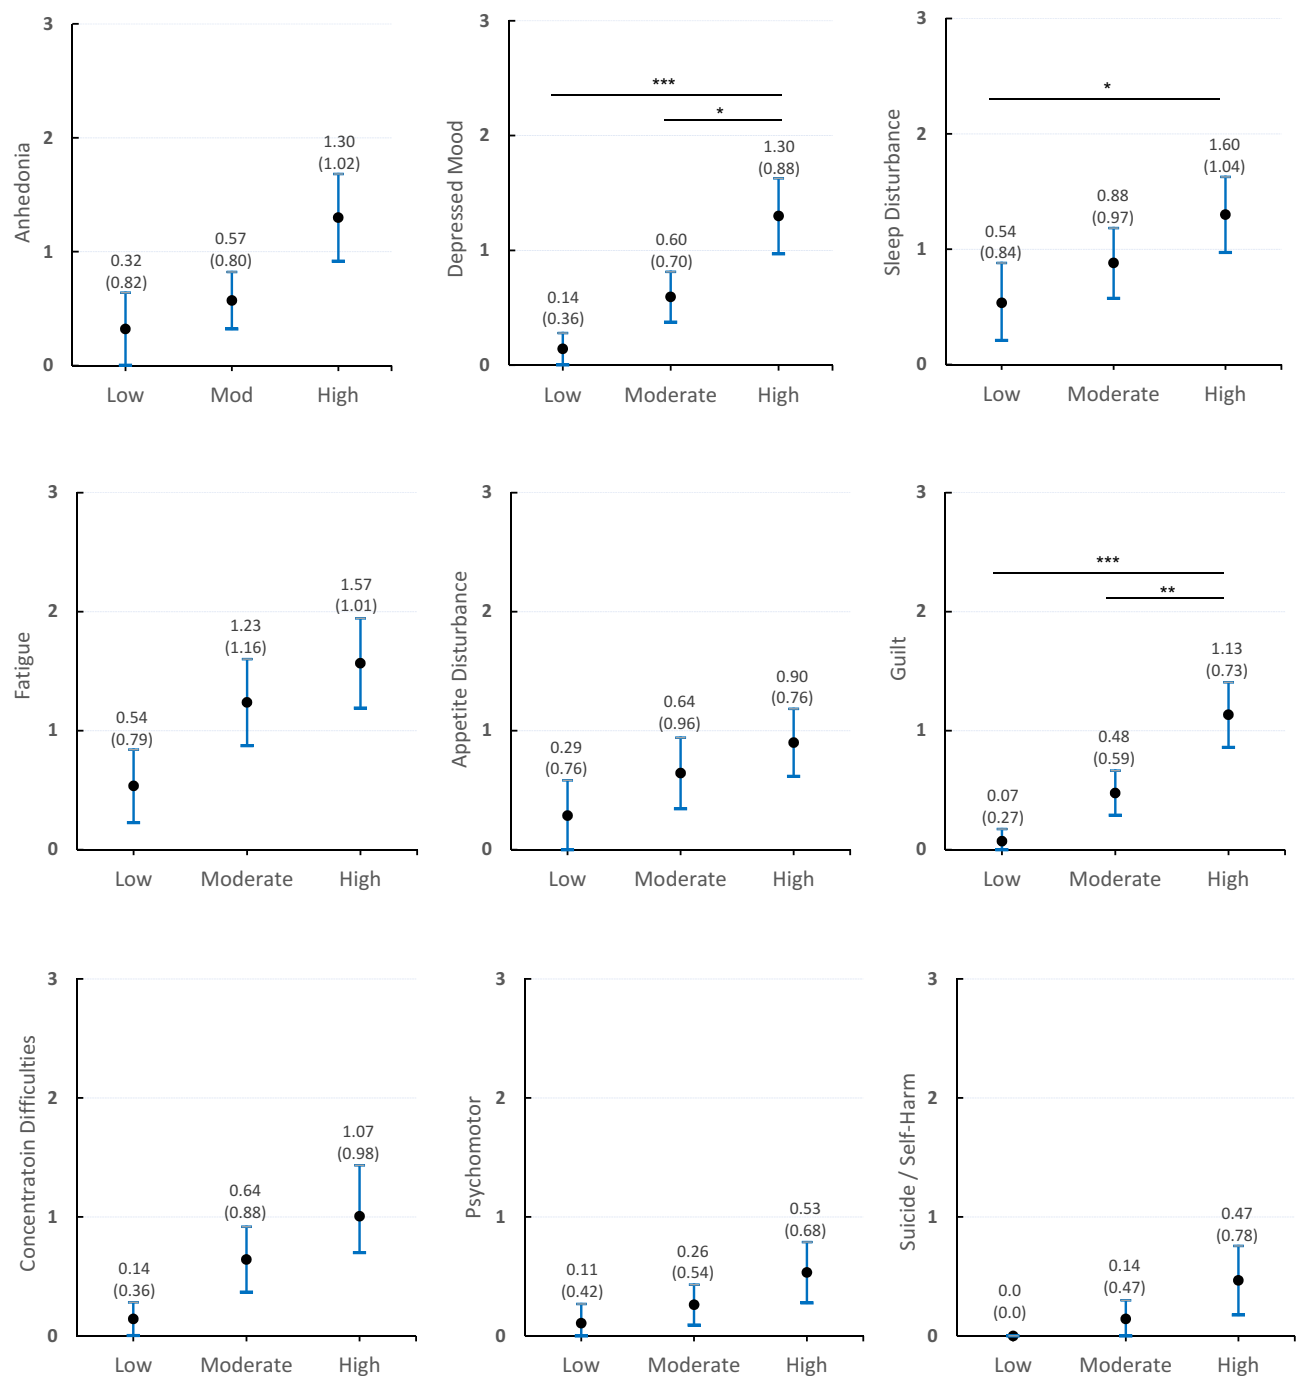 Anhedonia
3
2
1
0
0.32
(0.82)
0.57
(0.80)
1.30
(1.02)
Low
Mod
High
Depressed Mood
3
2
1
0
***
*
0.14
(0.36)
0.60
(0.70)
1.30
(0.88)
Low
Moderate
High
Sleep Disturbance
3
2
1
0
*
0.54
(0.84)
0.88
(0.97)
1.60
(1.04)
Low
Moderate
High
Fatigue
3
2
1
0
0.54
(0.79)
1.23
(1.16)
1.57
(1.01)
Low
Moderate
High
Appetite Disturbance
3
2
1
0
0.29
(0.76)
0.64
(0.96)
0.90
(0.76)
Low
Moderate
High
Guilt
3
2
1
0
***
**
0.07
(0.27)
0.48
(0.59)
1.13
(0.73)
Low
Moderate
High
Concentratoin Difficulties
3
2
1
0
0.14
(0.36)
0.64
(0.88)
1.07
(0.98)
Low
Moderate
High
Psychomotor
3
2
1
0
0.11
(0.42)
0.26
(0.54)
0.53
(0.68)
Low
Moderate
High
Suicide / Self-Harm
3
2
1
0
0.0
(0.0)
0.14
(0.47)
0.47
(0.78)
Low
Moderate
High